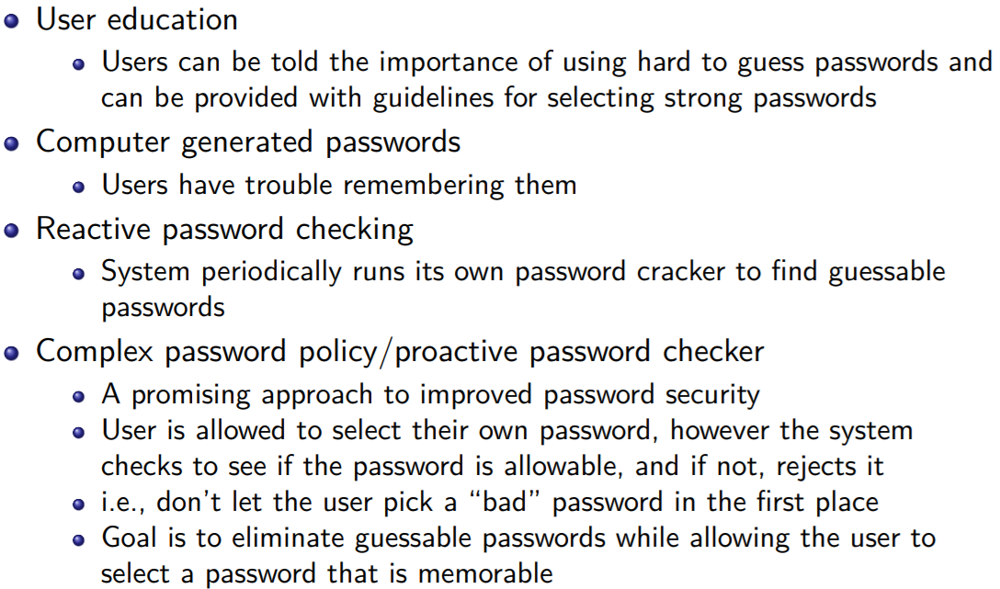 User education
Users can be told the importance of using hard to guess passwords and
can be provided with guidelines for selecting strong passwords
Computer generated passwords
Users have trouble remembering them
Reactive password checking
System periodically runs its own password cracker to find guessable
passwords
Complex password policy/proactive password checker
A promising approach to improved password security
User is allowed to select their own password, however the system
checks to see if the password is allowable, and if not, rejects it
i.e., don't let the user pick a “bad” password in the first place
Goal is to eliminate guessable passwords while allowing the user to
select a password that is memorable